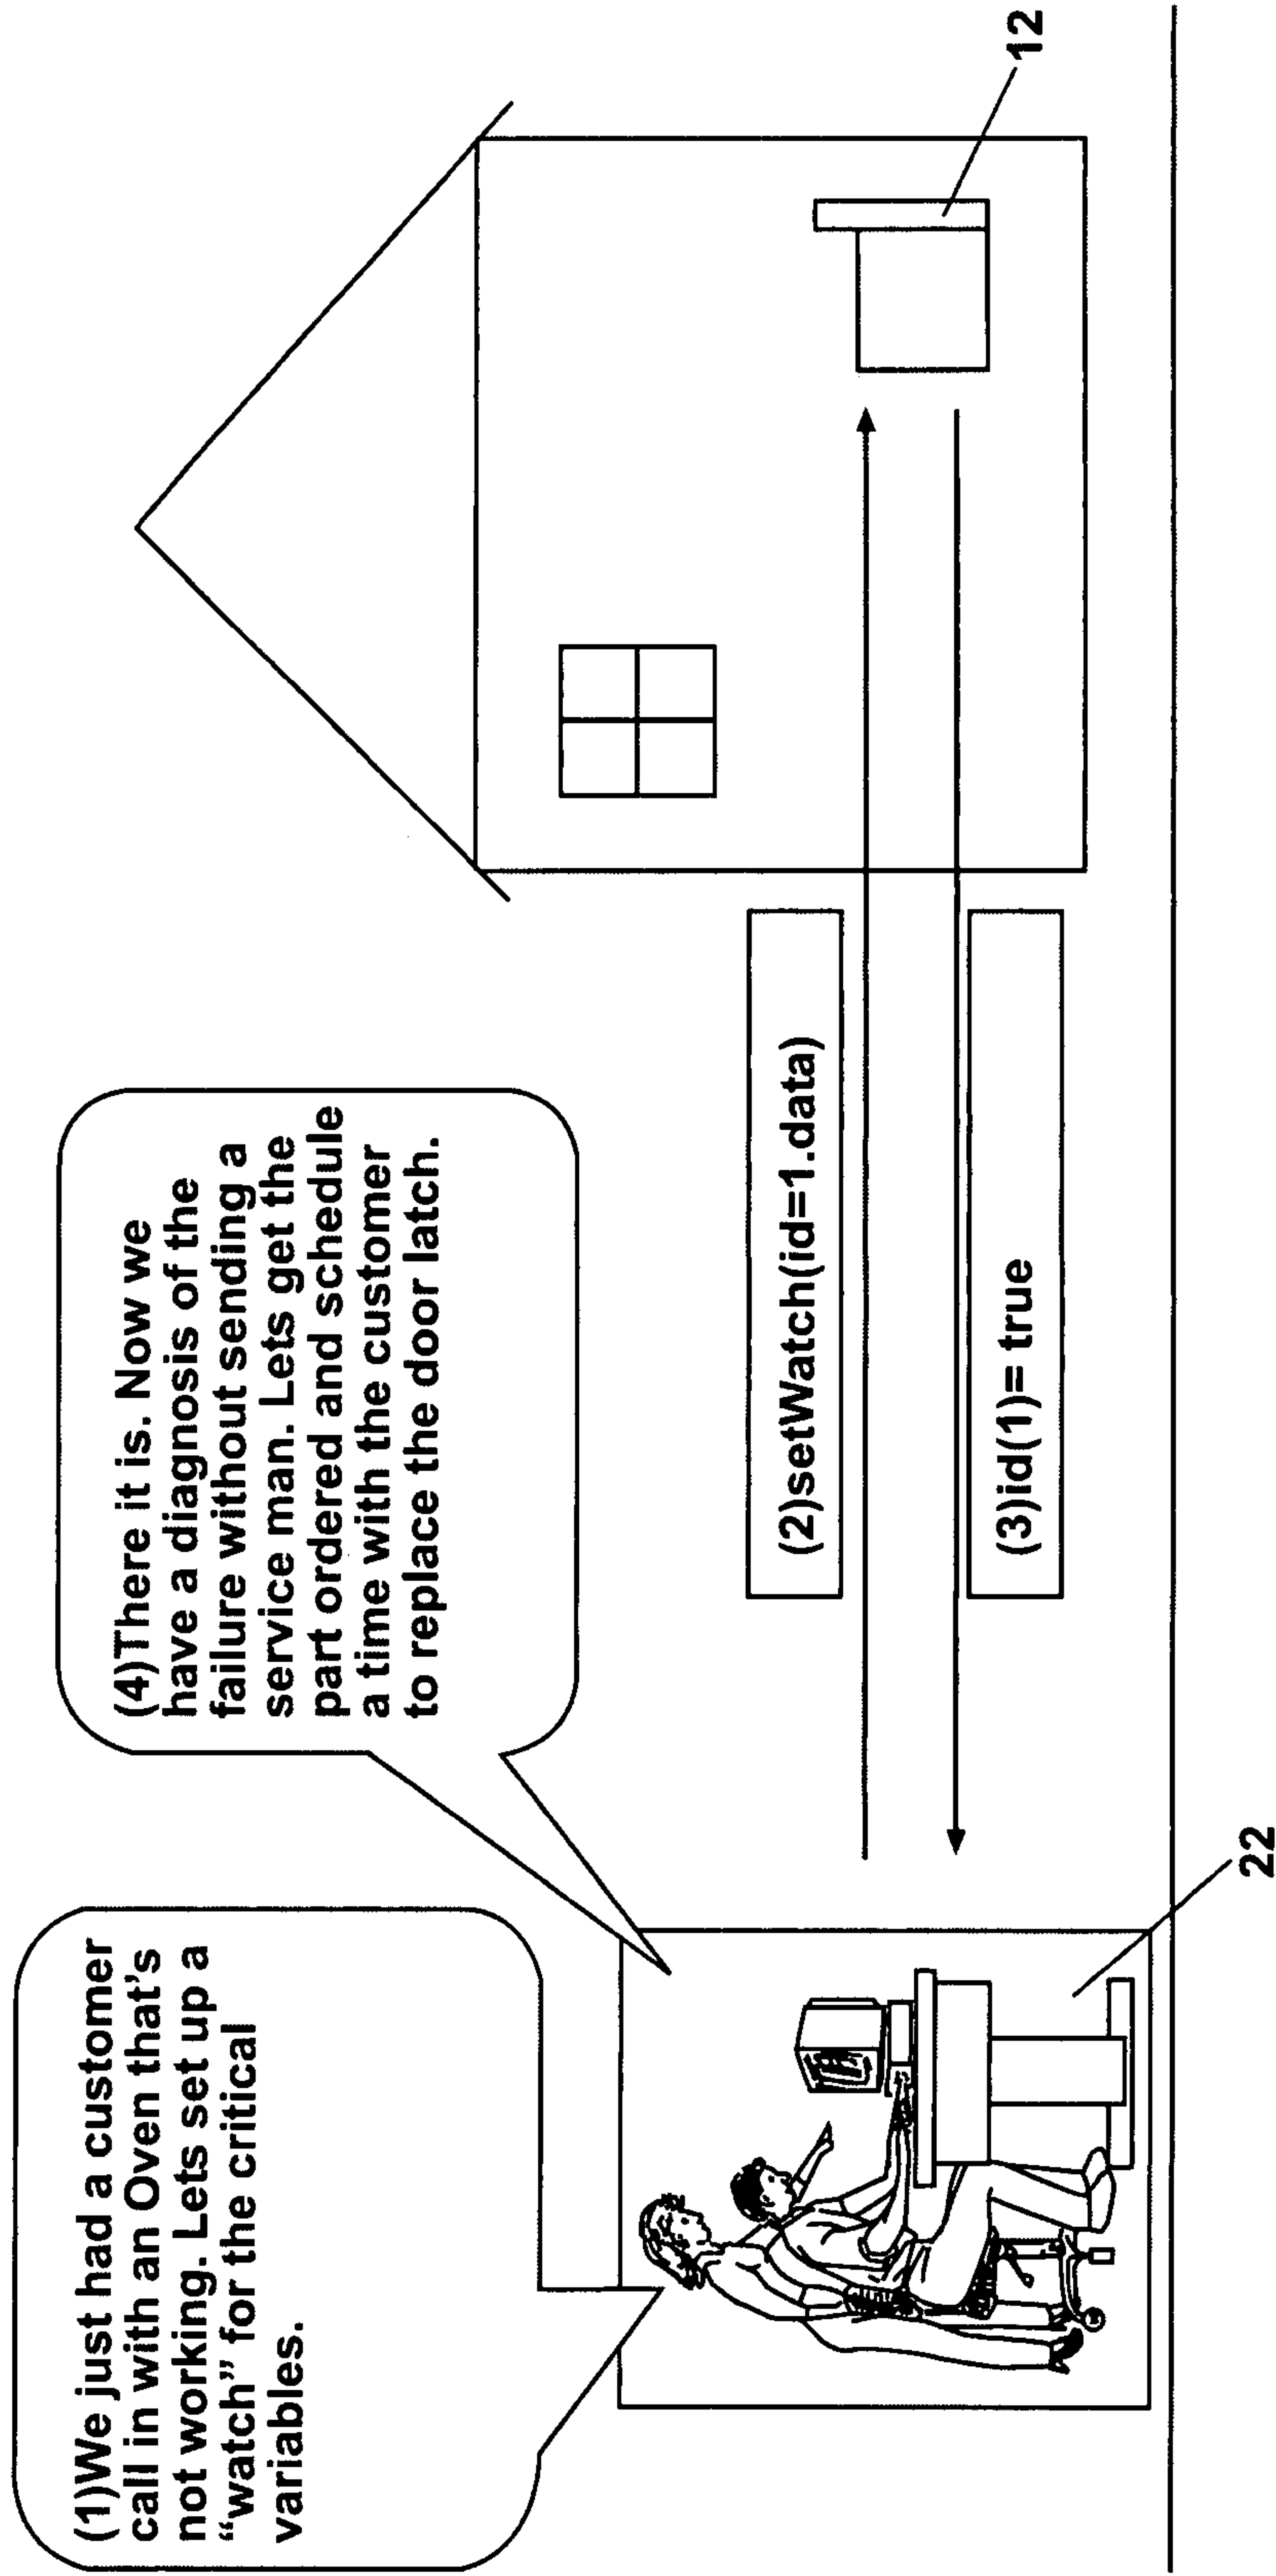 (1)We just had a customer
call in with an Oven that's
not working. Lets set up a
“watch” for the critical
variables.
(4)There it is. Now we
have a diagnosis of the
failure without sending a
service man. Lets get the
part ordered and schedule
a time with the customer
to replace the door latch.
(2)setWatch(id=1.data)
(3)id(1)= true
22
12